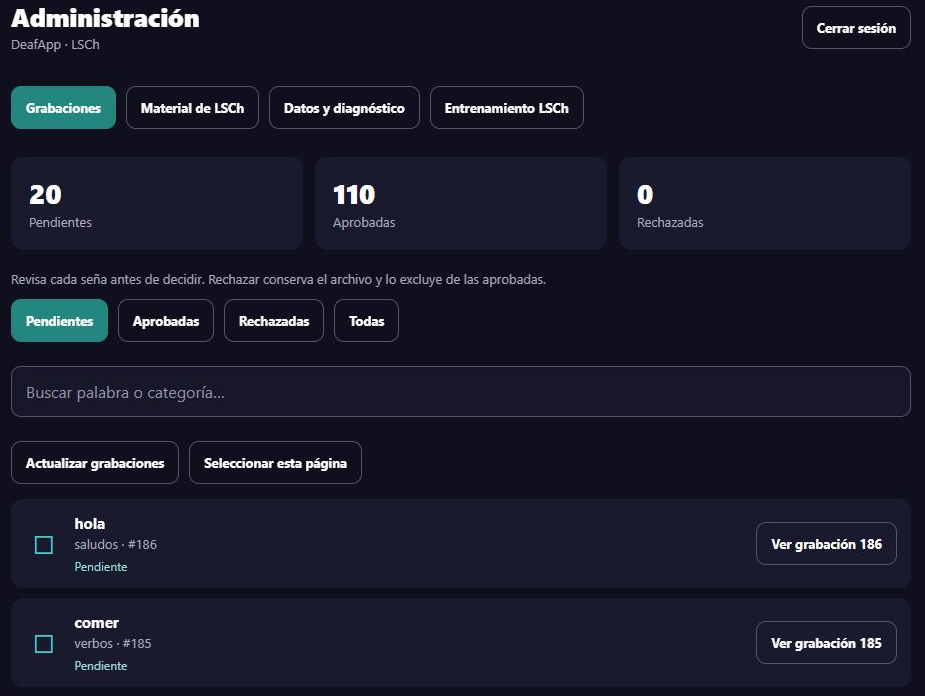 Administración
DeafApp · LSCh
Cerrar sesión
Grabaciones
Material de LSCh
Datos y diagnóstico
Entrenamiento LSCh
20
Pendientes
110
Aprobadas
0
Rechazadas
Revisa cada seña antes de decidir. Rechazar conserva el archivo y lo excluye de las aprobadas.
Pendientes
Aprobadas
Rechazadas
Todas
Buscar palabra o categoría...
Actualizar grabaciones
Seleccionar esta página
hola
saludos · #186
Pendiente
Ver grabación 186
comer
verbos · #185
Pendiente
Ver grabación 185